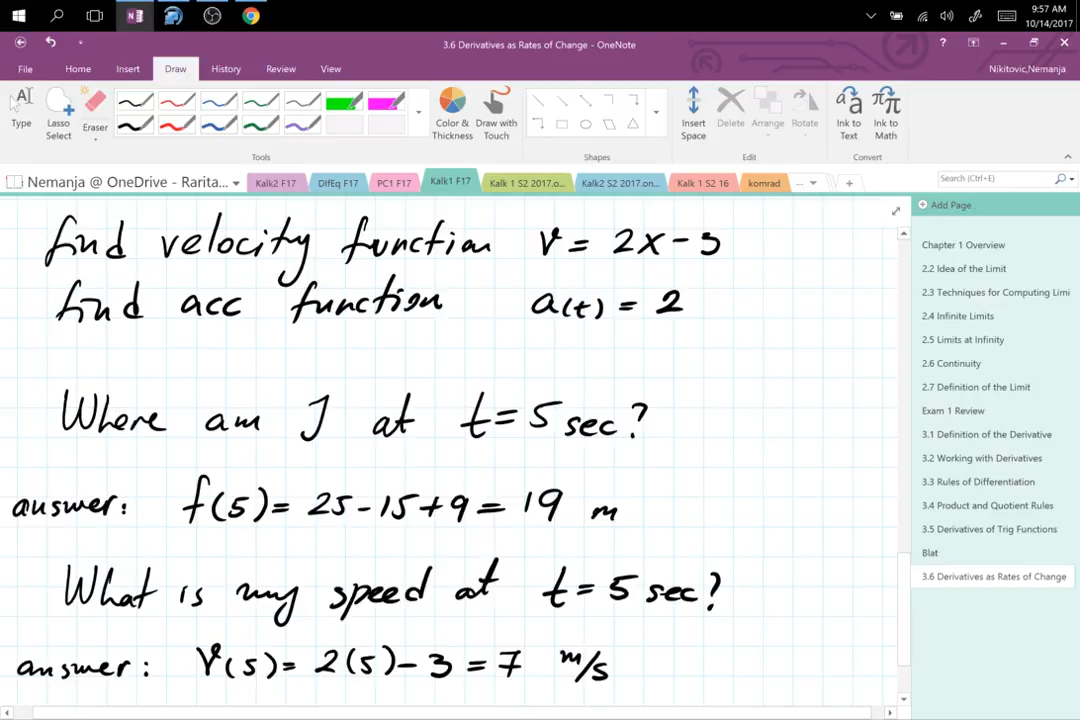 9:57 AM
10/14/2017
3.6 Derivatives as Rates of Change - OneNote
?
File Home Insert Draw History Review View
Nikitovic,Nemanja
Type
Lasso Select
Eraser
Color & Thickness
Draw with Touch
Insert Space
Delete
Arrange
Rotate
Ink to Text
Ink to Math
Tools
Shapes
Edit
Convert
Nemanja @ OneDrive - Rarita...
Kalk2 F17
DIfEq F17
PC1 F17
Kalk1 F17
Kalk 1 S2 2017.o...
Kalk2 S2 2017.on...
Kalk 1 S2 16
komrad
...
Search (Ctrl+E)
find velocity function v = 2x - 3
find acc function a(t) = 2
Where am I at t = 5 sec?
answer: f(5) = 25 - 15 + 9 = 19 m
What is my speed at t = 5 sec?
answer: v(5) = 2(5) - 3 = 7 m/s
Add Page
Chapter 1 Overview
2.2 Idea of the Limit
2.3 Techniques for Computing Limi
2.4 Infinite Limits
2.5 Limits at Infinity
2.6 Continuity
2.7 Definition of the Limit
Exam 1 Review
3.1 Definition of the Derivative
3.2 Working with Derivatives
3.3 Rules of Differentiation
3.4 Product and Quotient Rules
3.5 Derivatives of Trig Functions
Blat
3.6 Derivatives as Rates of Change